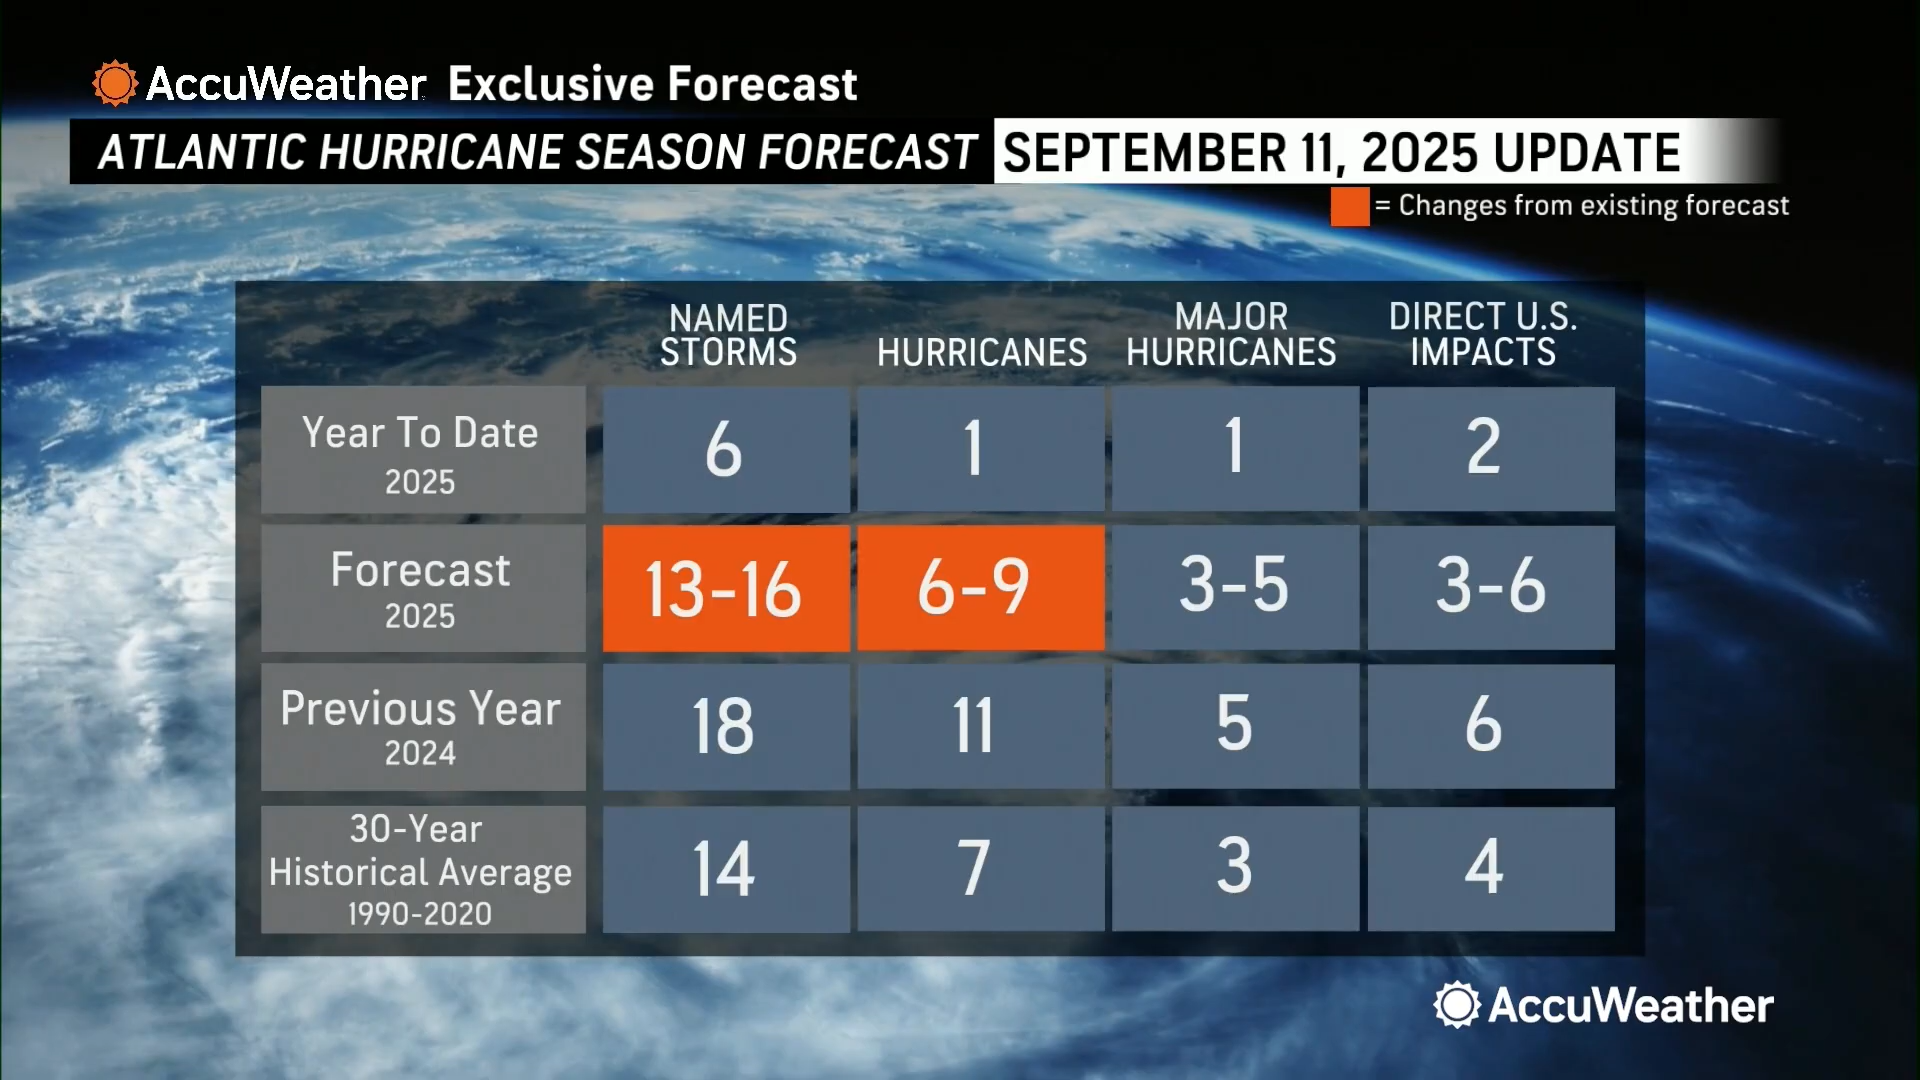 AccuWeather Exclusive Forecast
ATLANTIC HURRICANE SEASON FORECAST SEPTEMBER 11, 2025 UPDATE
= Changes from existing forecast
NAMED STORMS HURRICANES MAJOR HURRICANES DIRECT U.S. IMPACTS
Year To Date 2025 6 1 1 2
Forecast 2025 13-16 6-9 3-5 3-6
Previous Year 2024 18 11 5 6
30-Year Historical Average 1990-2020 14 7 3 4
AccuWeather